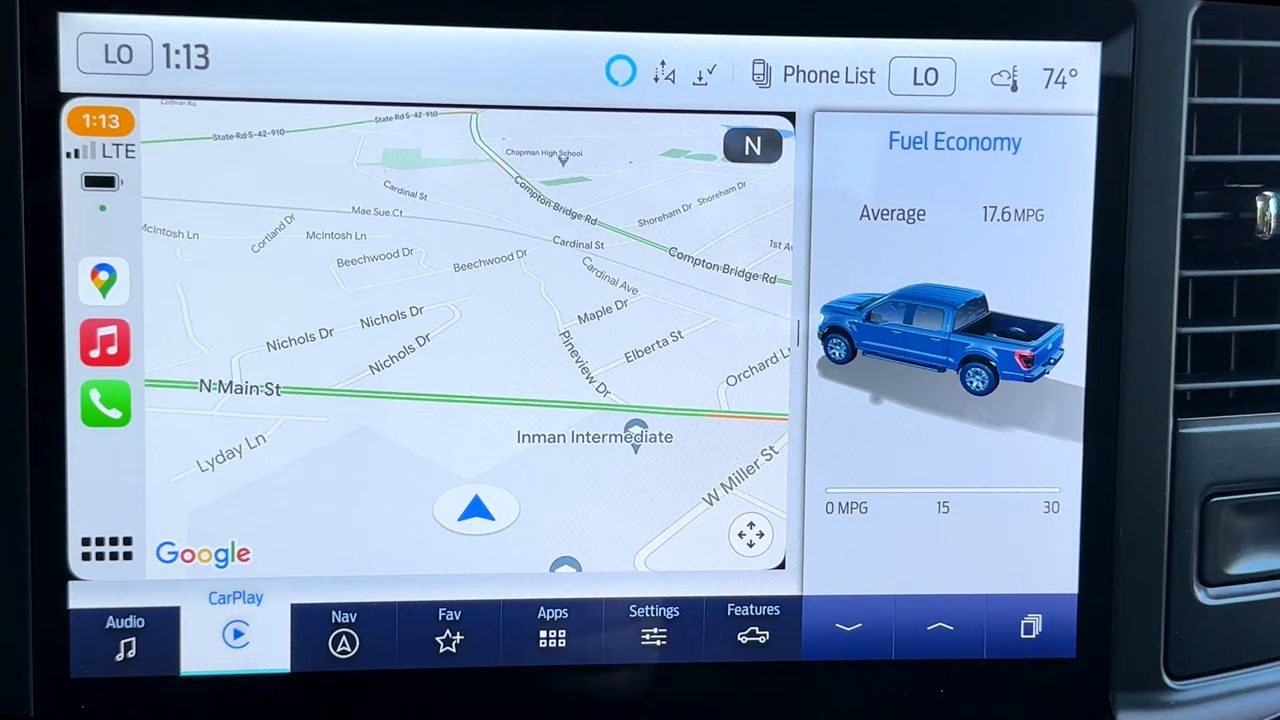 LO 1:13
Phone List LO 74°
1:13
LTE
Cothran Rd
State Rd S-42-910
State Rd S-42-910
N
Chapman High School
Cardinal St
Compton Bridge Rd
Shoreham Dr
Shoreham Dr
Mae Sue Ct
McIntosh Ln
Cortland Dr
McIntosh Ln
Cardinal St
1st Av
Beechwood Dr
Beechwood Dr
Compton Bridge Rd
Cardinal Ave
Maple Dr
Nichols Dr
Nichols Dr
Nichols Dr
Pineview Dr
Elberta St
Orchard L
N Main St
Inman Intermediate
Lyday Ln
W Miller St
Google
Fuel Economy
Average 17.6 MPG
0 MPG 15 30
Audio
CarPlay
Nav
Fav
Apps
Settings
Features